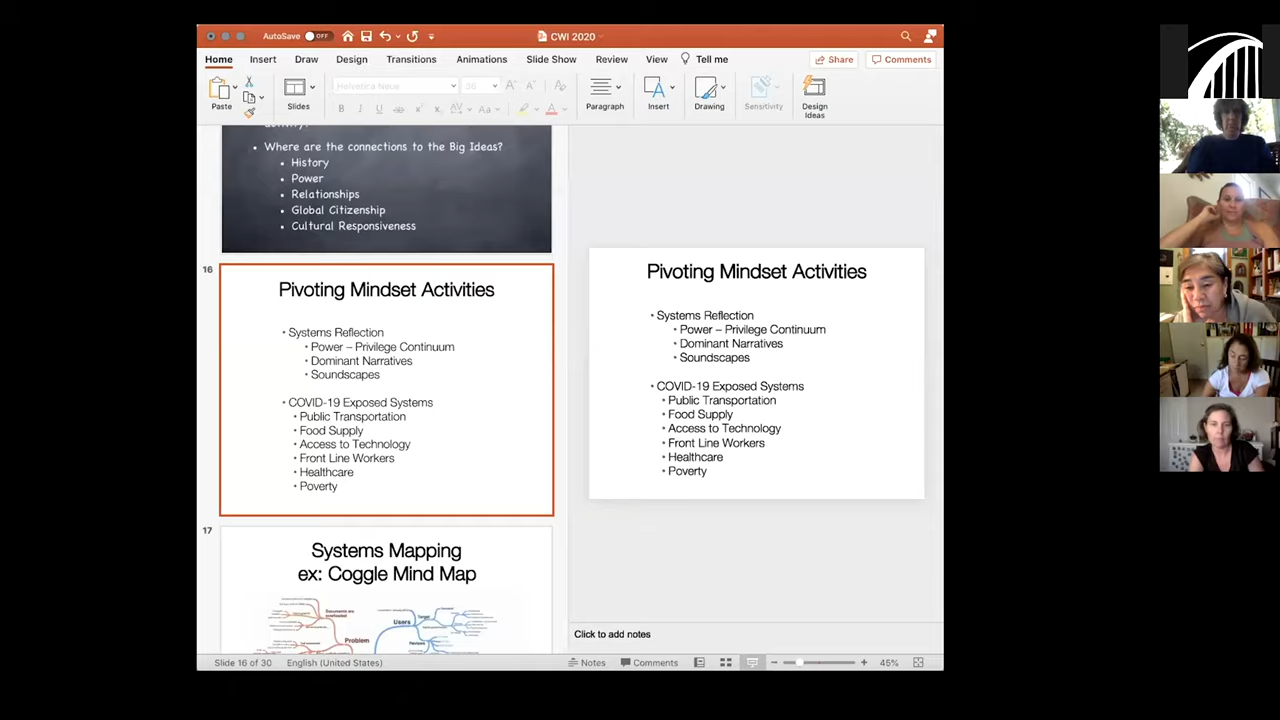 AutoSave OFF
CWI 2020
Home Insert Draw Design Transitions Animations Slide Show Review View Tell me Share Comments
Helvetica Neue 30
Paste Slides Paragraph Insert Drawing Sensitivity Design Ideas
B I U
activity?
• Where are the connections to the Big Ideas?
• History
• Power
• Relationships
• Global Citizenship
• Cultural Responsiveness
16
Pivoting Mindset Activities
• Systems Reflection
• Power – Privilege Continuum
• Dominant Narratives
• Soundscapes
• COVID-19 Exposed Systems
• Public Transportation
• Food Supply
• Access to Technology
• Front Line Workers
• Healthcare
• Poverty
17
Systems Mapping
ex: Coggle Mind Map
Users
Target
Problem
Pivoting Mindset Activities
• Systems Reflection
• Power – Privilege Continuum
• Dominant Narratives
• Soundscapes
• COVID-19 Exposed Systems
• Public Transportation
• Food Supply
• Access to Technology
• Front Line Workers
• Healthcare
• Poverty
Click to add notes
Slide 16 of 30 English (United States) Notes Comments 45%